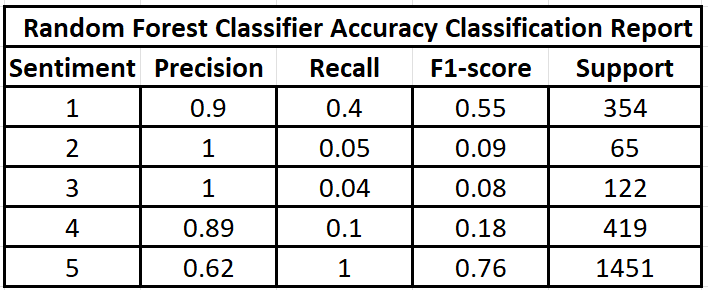 Random Forest Classifier Accuracy Classification Report
Sentiment Precision Recall F1-score Support
1 0.9 0.4 0.55 354
2 1 0.05 0.09 65
3 1 0.04 0.08 122
4 0.89 0.1 0.18 419
5 0.62 1 0.76 1451